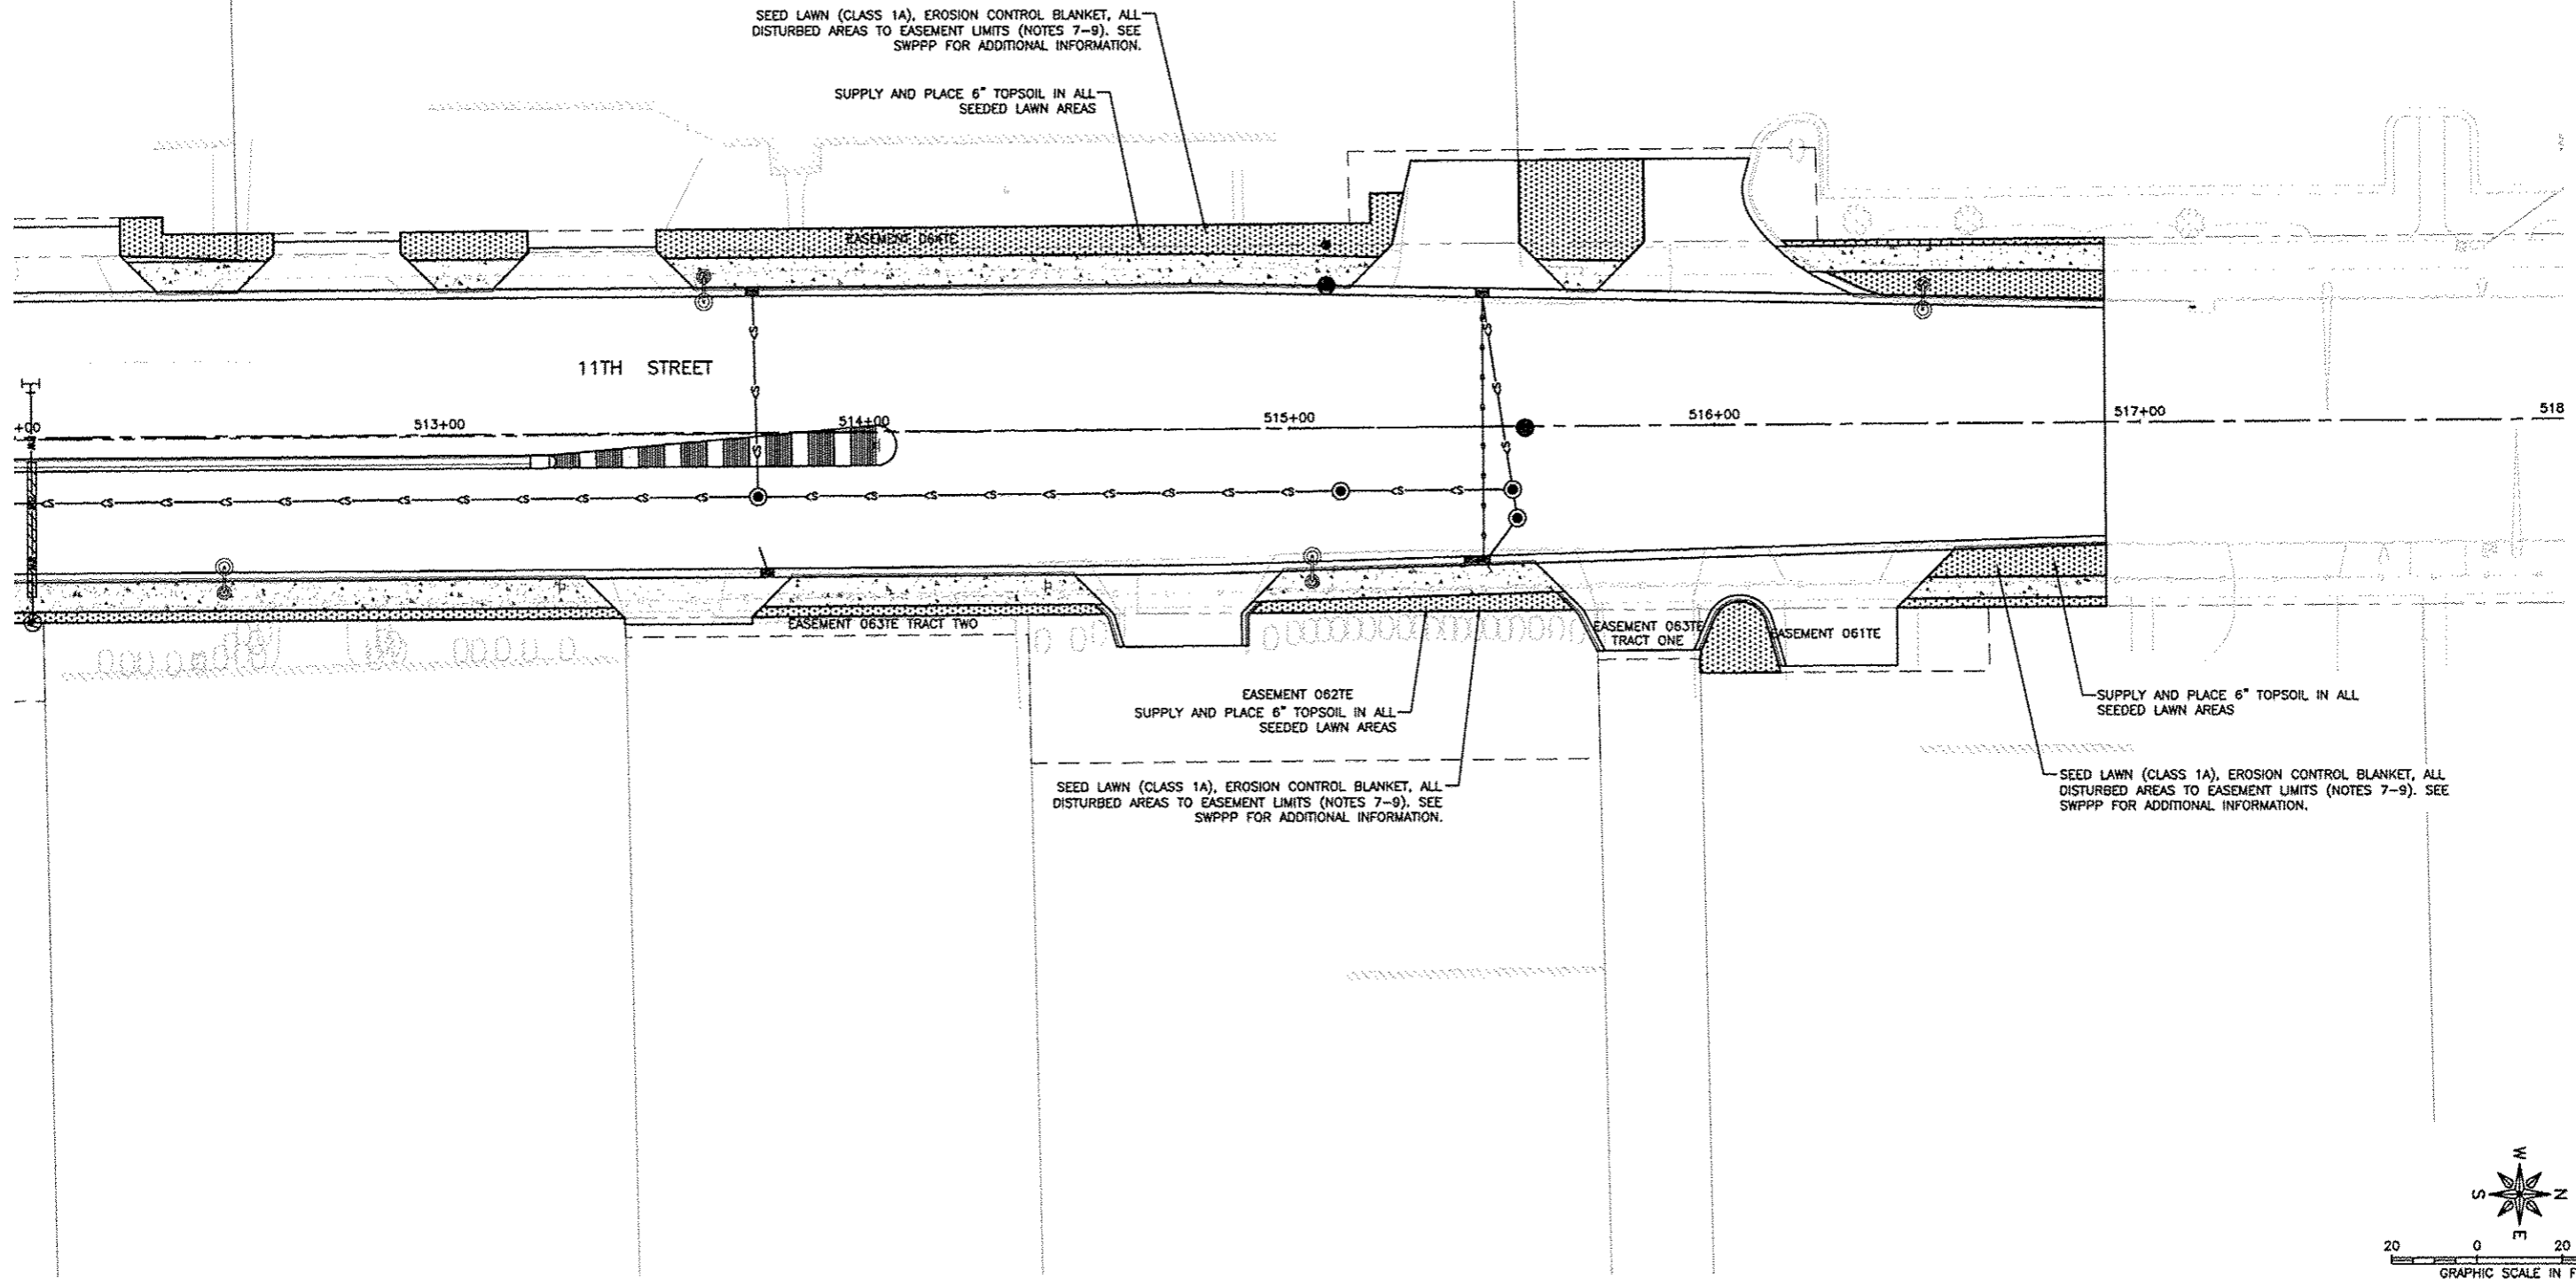 SEED LAWN (CLASS 1A), EROSION CONTROL BLANKET, ALL
DISTURBED AREAS TO EASEMENT LIMITS (NOTES 7-9). SEE
SWPPP FOR ADDITIONAL INFORMATION.
SUPPLY AND PLACE 6" TOPSOIL IN ALL
SEEDED LAWN AREAS
EASEMENT 064TE
11TH STREET
+00
513+00
514+00
515+00
516+00
517+00
518
EASEMENT 063TE TRACT TWO
EASEMENT 063TE
TRACT ONE
EASEMENT 061TE
EASEMENT 062TE
SUPPLY AND PLACE 6" TOPSOIL IN ALL
SEEDED LAWN AREAS
SUPPLY AND PLACE 6" TOPSOIL IN ALL
SEEDED LAWN AREAS
SEED LAWN (CLASS 1A), EROSION CONTROL BLANKET, ALL
DISTURBED AREAS TO EASEMENT LIMITS (NOTES 7-9). SEE
SWPPP FOR ADDITIONAL INFORMATION.
SEED LAWN (CLASS 1A), EROSION CONTROL BLANKET, ALL
DISTURBED AREAS TO EASEMENT LIMITS (NOTES 7-9). SEE
SWPPP FOR ADDITIONAL INFORMATION.
W
S N
E
20 0 20
GRAPHIC SCALE IN F